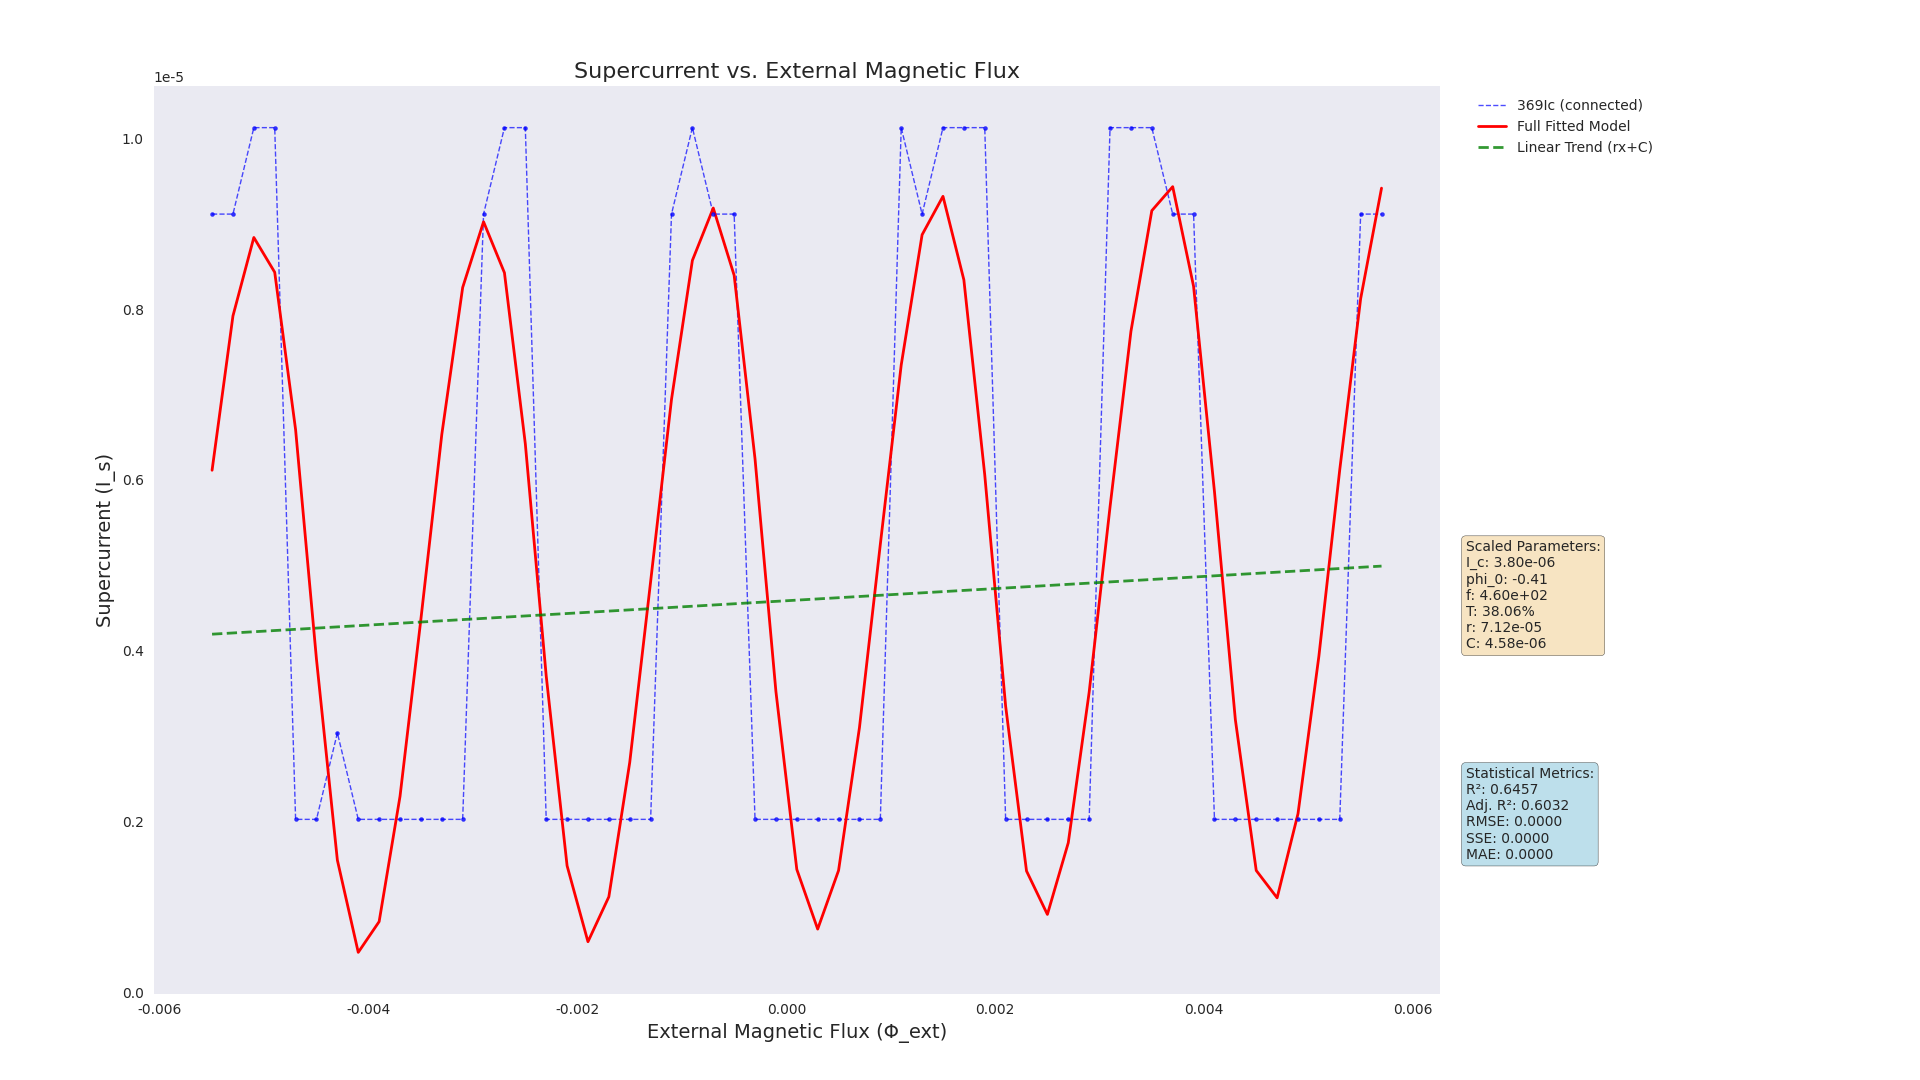 Supercurrent vs. External Magnetic Flux
1e-5
1.0
0.8
0.6
0.4
0.2
0.0
Supercurrent (I_s)
-0.006
-0.004
-0.002
0.000
0.002
0.004
0.006
External Magnetic Flux (Φ_ext)
369Ic (connected)
Full Fitted Model
Linear Trend (rx+C)
Scaled Parameters:
I_c: 3.80e-06
phi_0: -0.41
f: 4.60e+02
T: 38.06%
r: 7.12e-05
C: 4.58e-06
Statistical Metrics:
R²: 0.6457
Adj. R²: 0.6032
RMSE: 0.0000
SSE: 0.0000
MAE: 0.0000